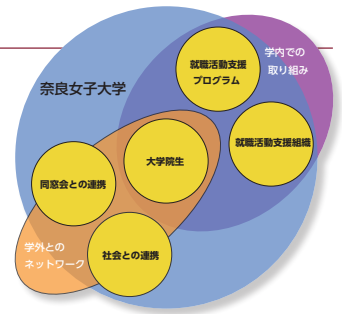 奈良女子大学
学内での
取り組み
就職活動支援
プログラム
就職活動支援組織
大学院生
同窓会との連携
社会との連携
学外との
ネットワーク